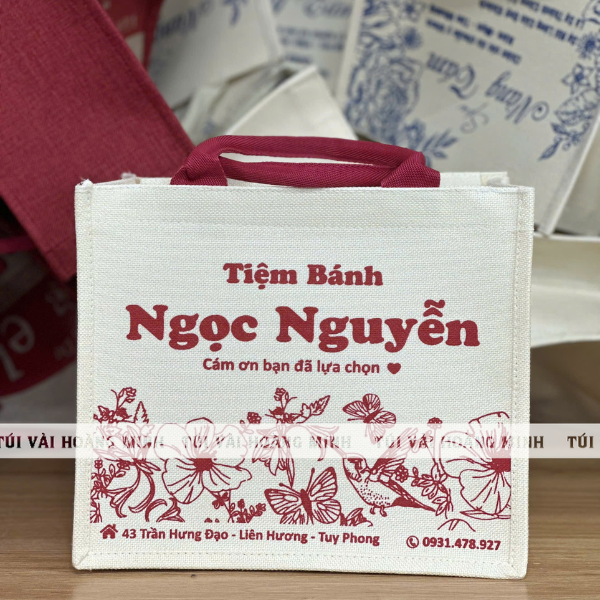 Tiệm Bánh
Ngọc Nguyễn
Cám ơn bạn đã lựa chọn
TÚI VẢI HOÀNG MINH TÚI VẢI HOÀNG MINH TÚI VẢI HOÀNG MINH TÚI
43 Trần Hưng Đạo - Liên Hương - Tuy Phong
0931.478.927